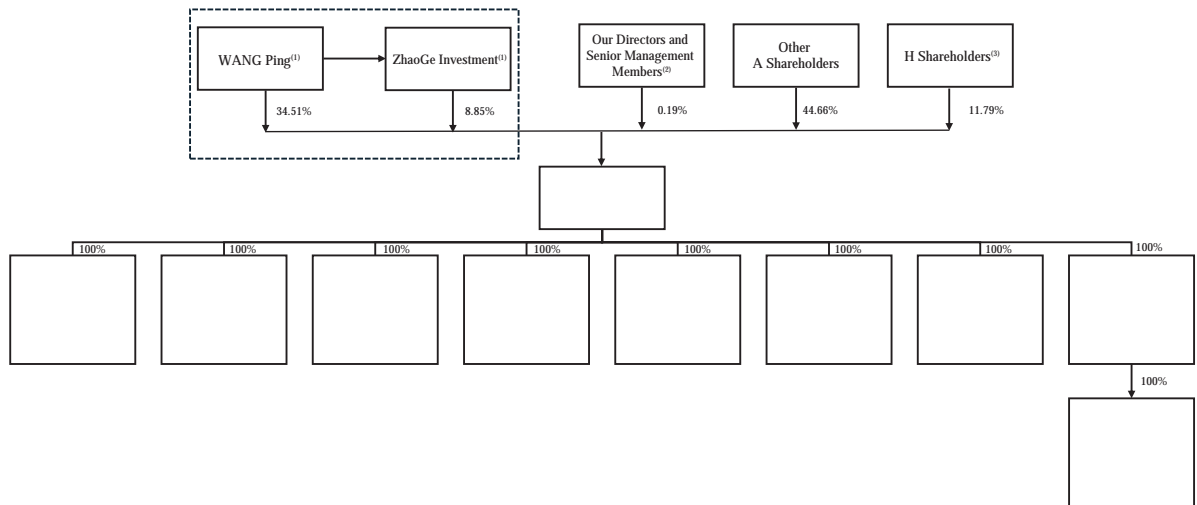 WANG Ping(1)
ZhaoGe Investment(1)
Our Directors and
Senior Management
Members(2)
Other
A Shareholders
H Shareholders(3)
34.51%
8.85%
0.19%
44.66%
11.79%
100%
100%
100%
100%
100%
100%
100%
100%
100%